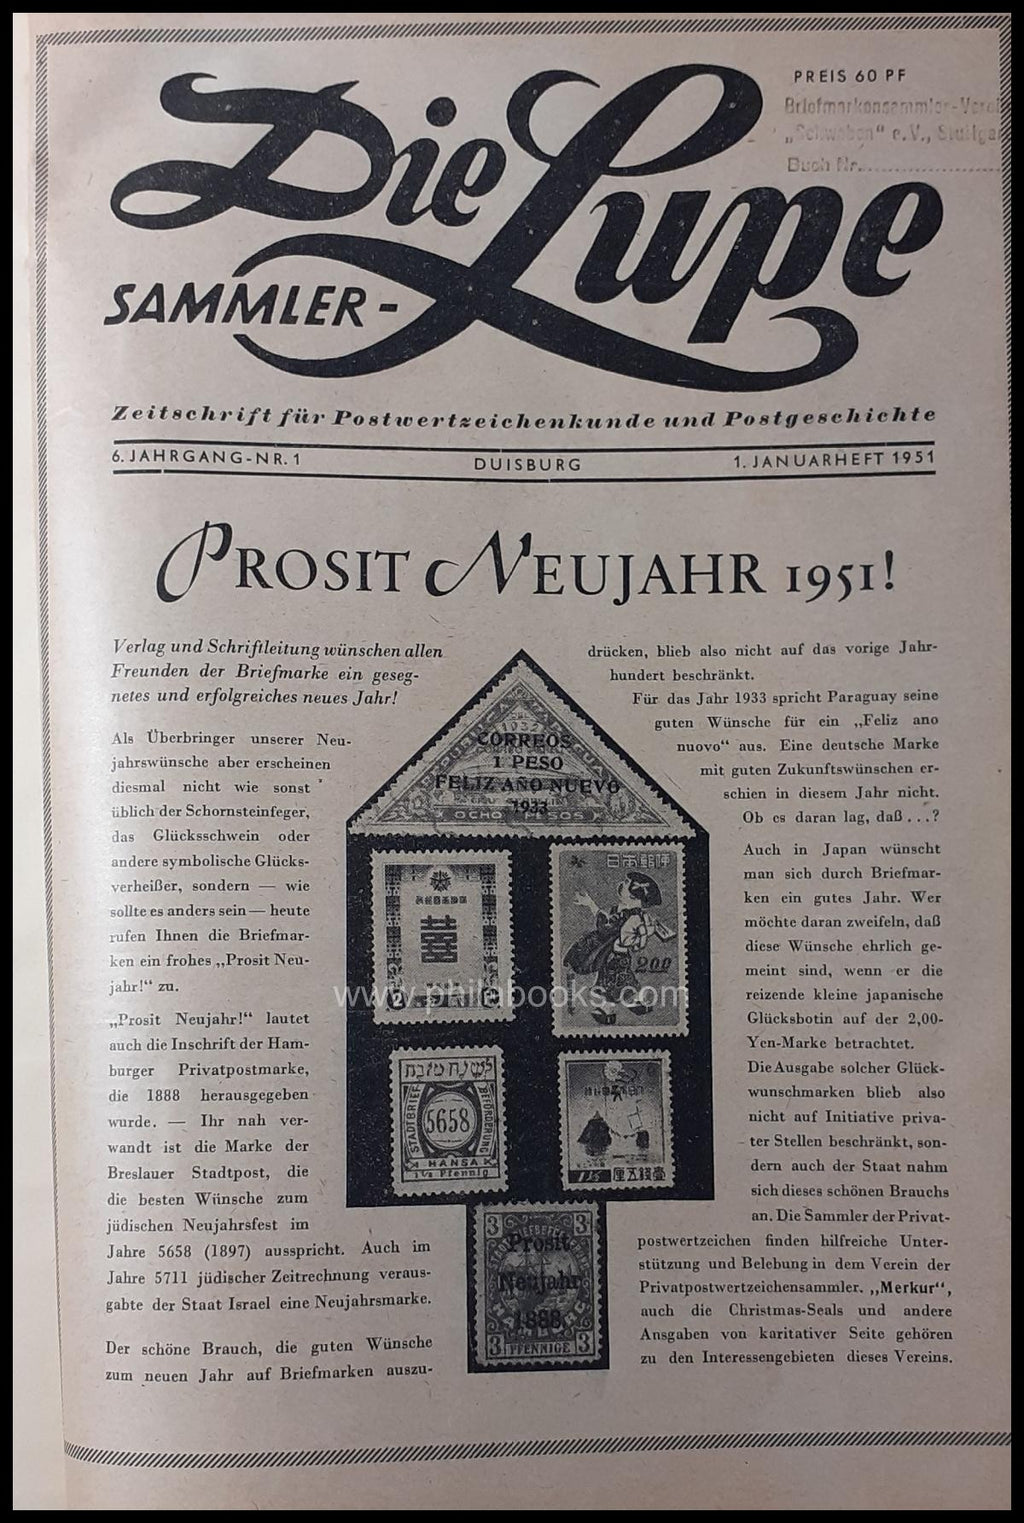 PREIS 60 PF
Briefmarkensammler-Verei
„Schwaben" e.V., Stuttgar
Buch Nr.
Die Lupe
SAMMLER-
Zeitschrift für Postwertzeichenkunde und Postgeschichte
6. JAHRGANG-NR. 1
DUISBURG
1. JANUARHEFT 1951
PROSIT NEUJAHR 1951!
Verlag und Schriftleitung wünschen allen
Freunden der Briefmarke ein geseg-
netes und erfolgreiches neues Jahr!
Als Überbringer unserer Neu-
jahrswünsche aber erscheinen
diesmal nicht wie sonst
üblich der Schornsteinfeger,
das Glücksschwein oder
andere symbolische Glücks-
verheißer, sondern — wie
sollte es anders sein — heute
rufen Ihnen die Briefmar-
ken ein frohes „Prosit Neu-
jahr!" zu.
„Prosit Neujahr!" lautet
auch die Inschrift der Ham-
burger Privatpostmarke,
die 1888 herausgegeben
wurde. — Ihr nah ver-
wandt ist die Marke der
Breslauer Stadtpost, die
die besten Wünsche zum
jüdischen Neujahrsfest im
Jahre 5658 (1897) ausspricht. Auch im
Jahre 5711 jüdischer Zeitrechnung veraus-
gabte der Staat Israel eine Neujahrsmarke.
Der schöne Brauch, die guten Wünsche
zum neuen Jahr auf Briefmarken auszu-
drücken, blieb also nicht auf das vorige Jahr-
hundert beschränkt.
Für das Jahr 1933 spricht Paraguay seine
guten Wünsche für ein „Feliz ano
nuovo" aus. Eine deutsche Marke
mit guten Zukunftswünschen er-
schien in diesem Jahr nicht.
Ob es daran lag, daß . . . ?
Auch in Japan wünscht
man sich durch Briefmar-
ken ein gutes Jahr. Wer
möchte daran zweifeln, daß
diese Wünsche ehrlich ge-
meint sind, wenn er die
reizende kleine japanische
Glücksbotin auf der 2,00-
Yen-Marke betrachtet.
Die Ausgabe solcher Glück-
wunschmarken blieb also
nicht auf Initiative priva-
ter Stellen beschränkt, son-
dern auch der Staat nahm
sich dieses schönen Brauchs
an. Die Sammler der Privat-
postwertzeichen finden hilfreiche Unter-
stützung und Belebung in dem Verein der
Privatpostwertzeichensammler. „Merkur",
auch die Christmas-Seals und andere
Ausgaben von karitativer Seite gehören
zu den Interessengebieten dieses Vereins.
1932
CORREOS
1 PESO
FELIZ AÑO NUEVO
1933
OCHO PESOS
囍
日本郵便
2.00
לשנה טובה
STADTBRIEF
BEFÖRDERUNG
5658
HANSA
1½ Pfennig
3 3
Prosit
Neujahr
1888.
3 PFENNIGE 3
www.philabooks.com